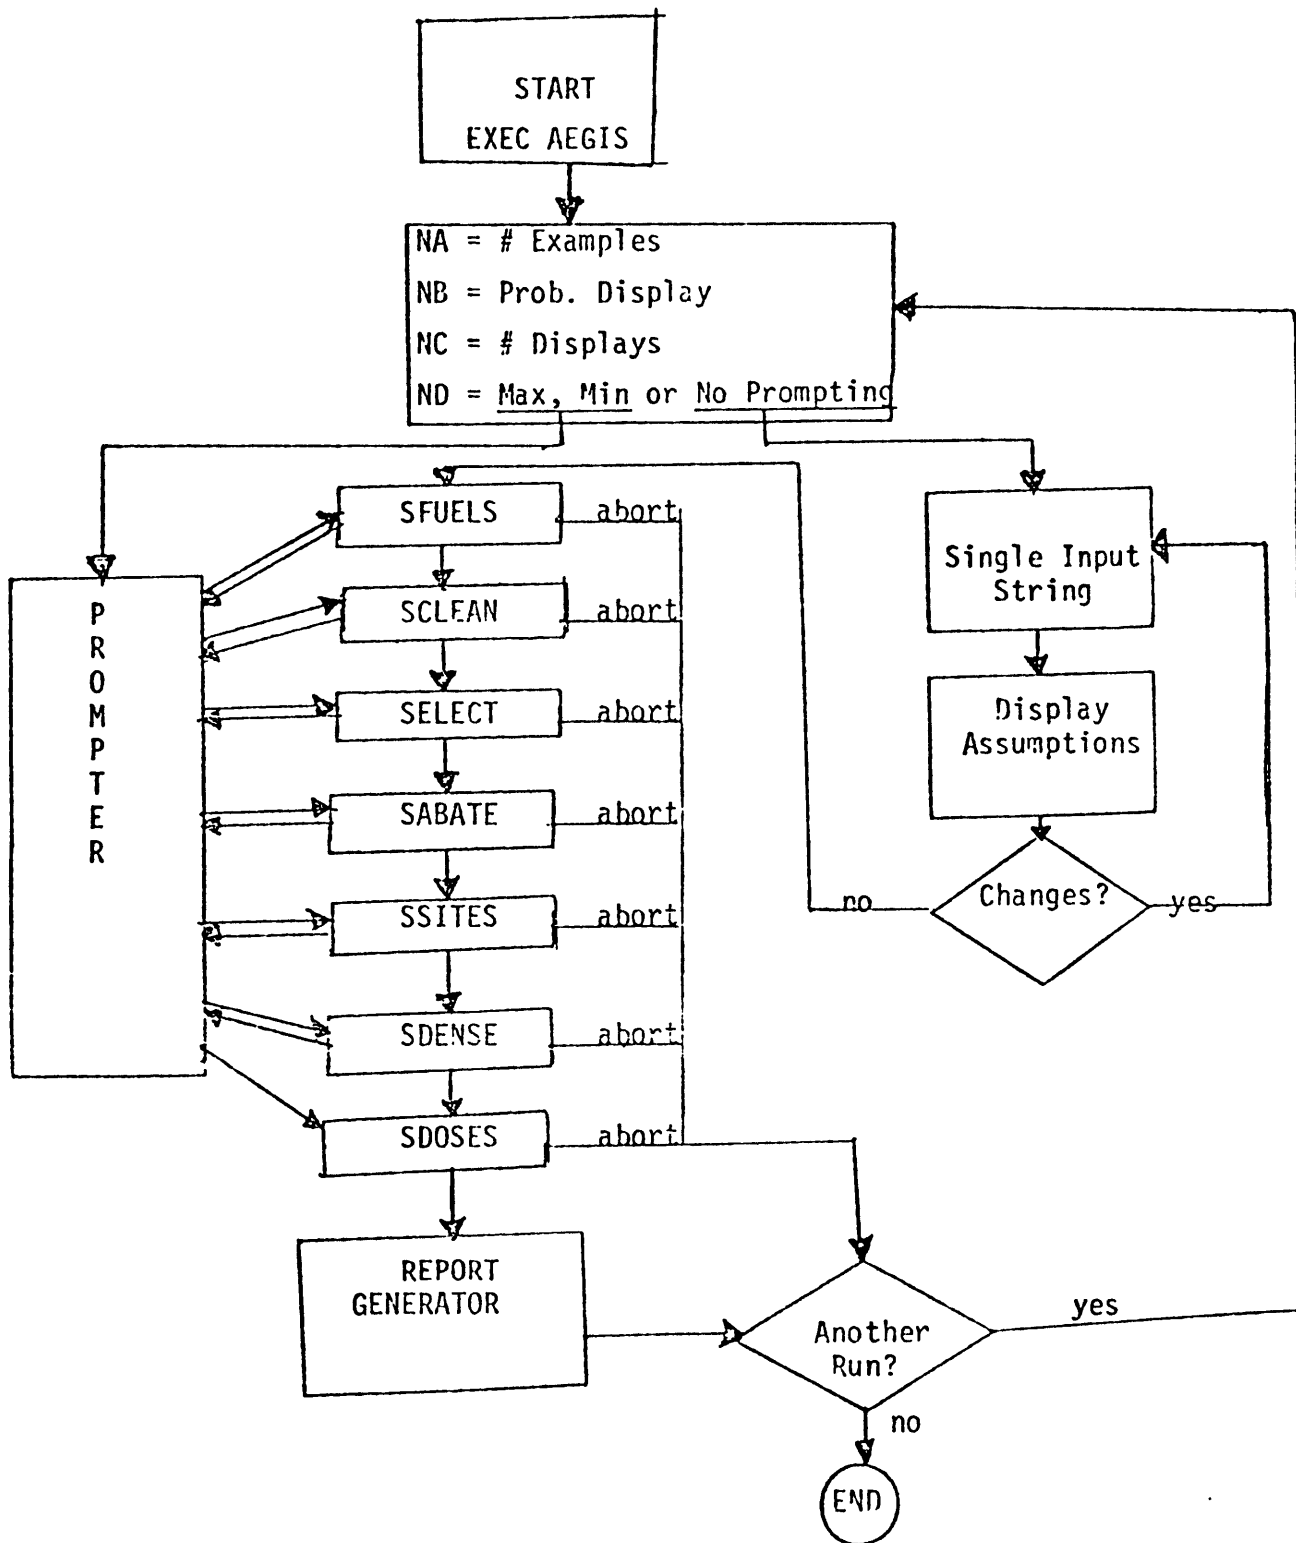 START
EXEC AEGIS
NA = # Examples
NB = Prob. Display
NC = # Displays
ND = Max, Min or No Prompting
P
R
O
M
P
T
E
R
SFUELS
abort
SCLEAN
abort
SELECT
abort
SABATE
abort
SSITES
abort
SDENSE
abort
SDOSES
abort
Single Input
String
Display
Assumptions
Changes?
no
yes
REPORT
GENERATOR
Another
Run?
yes
no
END